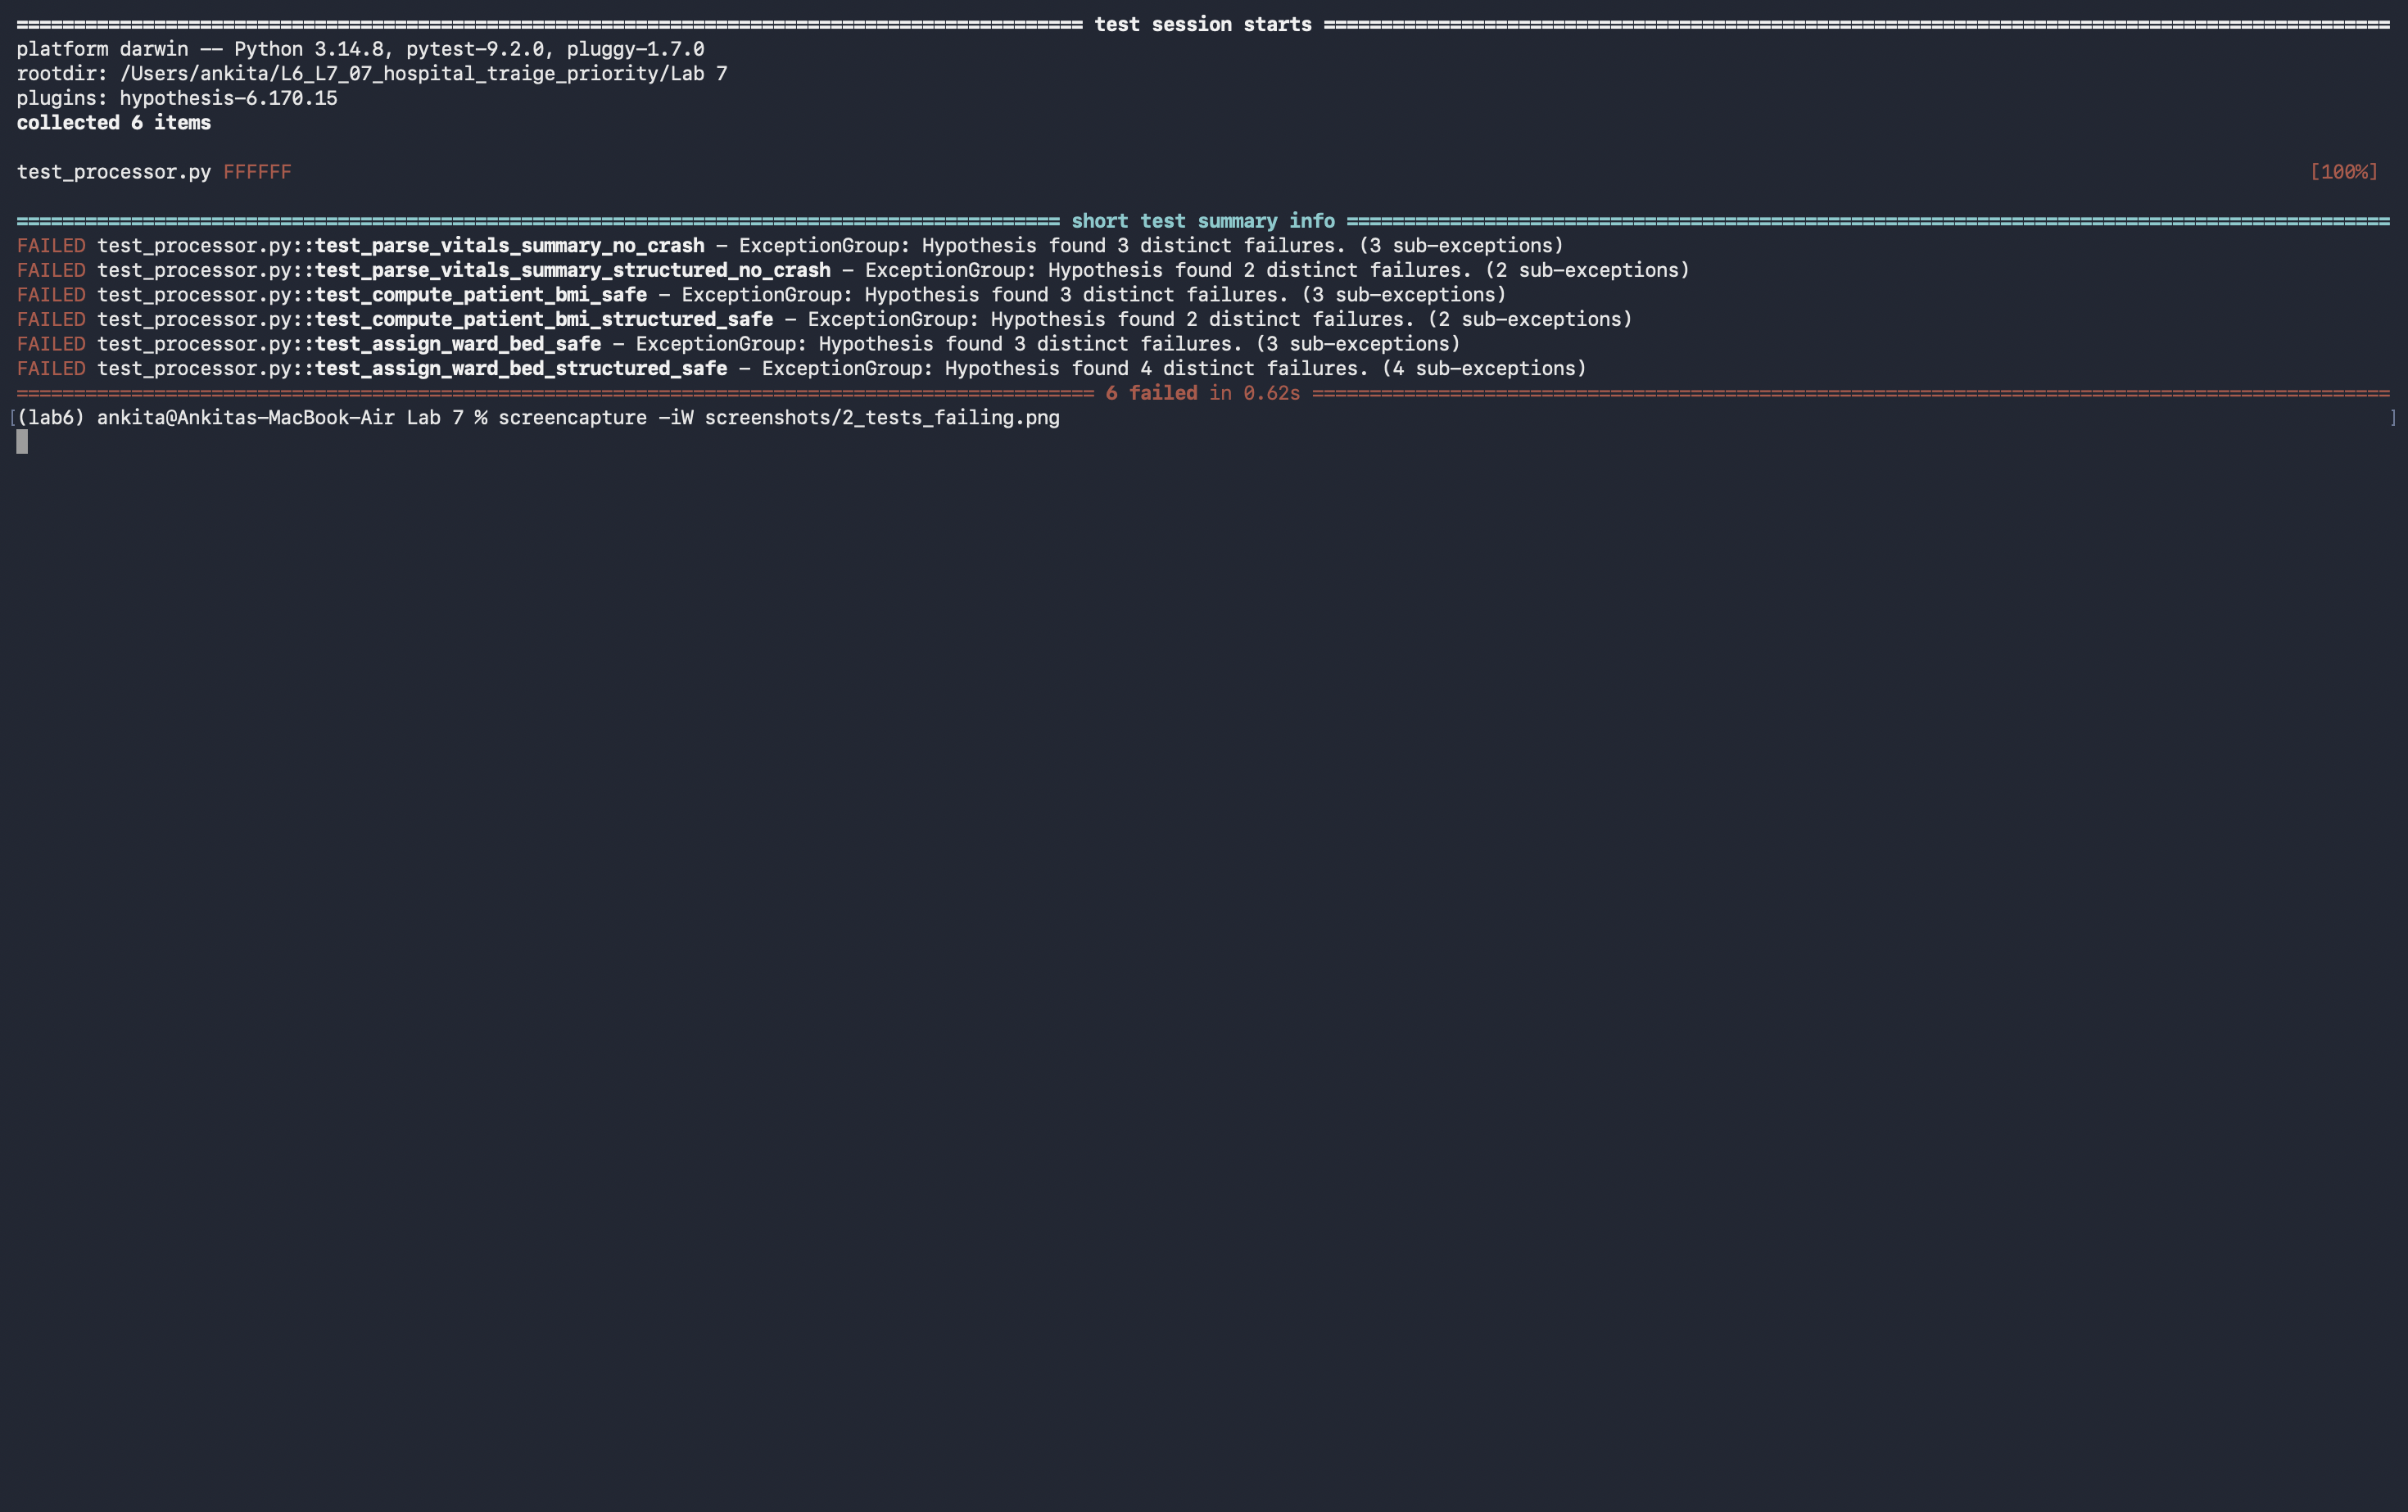 =============================================================================================== test session starts =============================================================================================
platform darwin -- Python 3.14.8, pytest-9.2.0, pluggy-1.7.0
rootdir: /Users/ankita/L6_L7_07_hospital_traige_priority/Lab 7
plugins: hypothesis-6.170.15
collected 6 items
test_processor.py FFFFFF [100%]
=========================================================================================== short test summary info ===========================================================================================
FAILED test_processor.py::test_parse_vitals_summary_no_crash - ExceptionGroup: Hypothesis found 3 distinct failures. (3 sub-exceptions)
FAILED test_processor.py::test_parse_vitals_summary_structured_no_crash - ExceptionGroup: Hypothesis found 2 distinct failures. (2 sub-exceptions)
FAILED test_processor.py::test_compute_patient_bmi_safe - ExceptionGroup: Hypothesis found 3 distinct failures. (3 sub-exceptions)
FAILED test_processor.py::test_compute_patient_bmi_structured_safe - ExceptionGroup: Hypothesis found 2 distinct failures. (2 sub-exceptions)
FAILED test_processor.py::test_assign_ward_bed_safe - ExceptionGroup: Hypothesis found 3 distinct failures. (3 sub-exceptions)
FAILED test_processor.py::test_assign_ward_bed_structured_safe - ExceptionGroup: Hypothesis found 4 distinct failures. (4 sub-exceptions)
============================================================================================== 6 failed in 0.62s ==============================================================================================
[(lab6) ankita@Ankitas-MacBook-Air Lab 7 % screencapture -iW screenshots/2_tests_failing.png ]